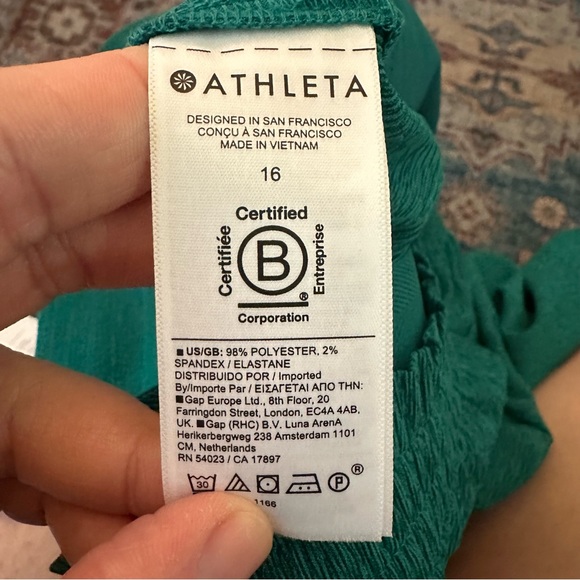 ATHLETA
DESIGNED IN SAN FRANCISCO
CONÇU À SAN FRANCISCO
MADE IN VIETNAM
16
Certified
Certifiée
B
Entreprise
®
Corporation
■ US/GB: 98% POLYESTER, 2%
SPANDEX / ELASTANE
DISTRIBUIDO POR / Imported
By/Importe Par / ΕΙΣΑΓΕΤΑΙ ΑΠΟ ΤΗΝ:
■ Gap Europe Ltd., 8th Floor, 20
Farringdon Street, London, EC4A 4AB,
UK. ■ Gap (RHC) B.V. Luna ArenA
Herikerbergweg 238 Amsterdam 1101
CM, Netherlands
RN 54023 / CA 17897
30 P ®
1166